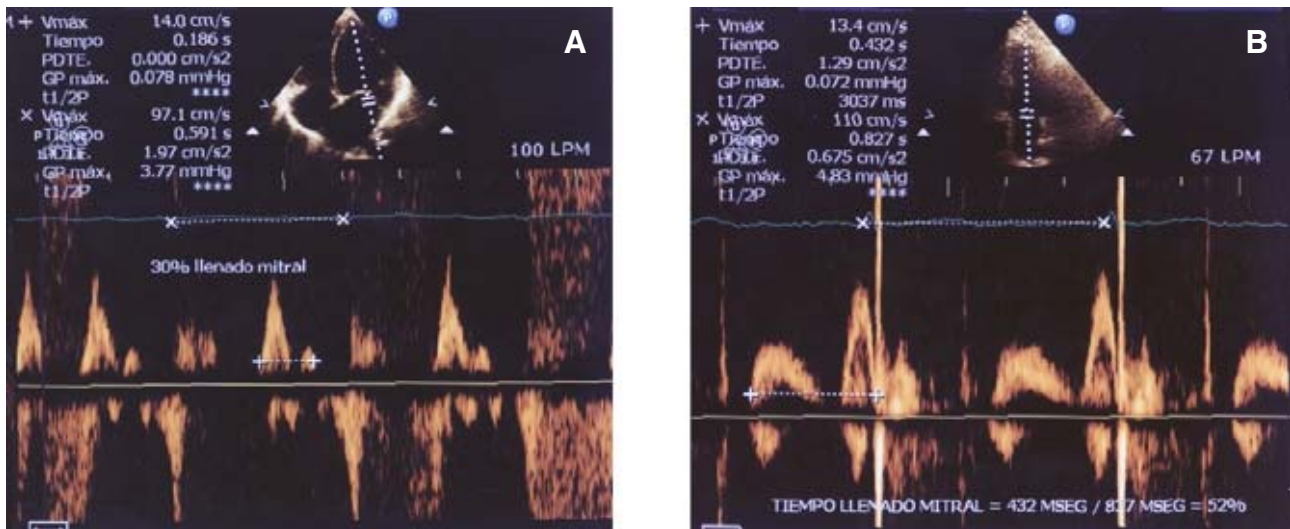 A
M + Vmáx 14.0 cm/s
Tiempo 0.186 s
PDTE. 0.000 cm/s2
GP máx. 0.078 mmHg
t1/2P ****
× Vmáx 97.1 cm/s
Tiempo 0.591 s
PDTE. 1.97 cm/s2
GP máx. 3.77 mmHg
t1/2P ****
P
100 LPM
30% llenado mitral
B
+ Vmax 13.4 cm/s
Tiempo 0.432 s
PDTE. 1.29 cm/s2
GP máx. 0.072 mmHg
t1/2P 3037 ms
× Vmáx 110 cm/s
Tiempo 0.827 s
PDTE. 0.675 cm/s2
GP máx. 4.83 mmHg
t1/2P ****
P
67 LPM
TIEMPO LLENADO MITRAL = 432 MSEG / 827 MSEG = 52%